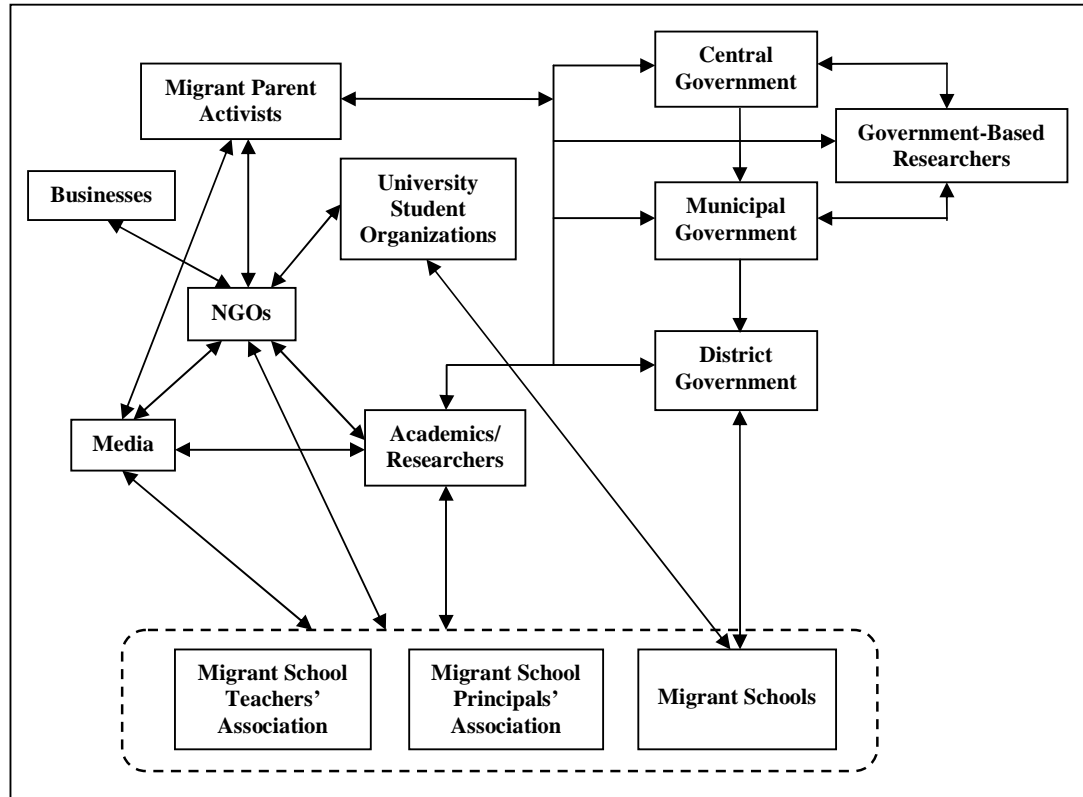 Central
Government
Migrant Parent
Activists
Government-Based
Researchers
Businesses
University
Student
Organizations
Municipal
Government
NGOs
District
Government
Media
Academics/
Researchers
Migrant School
Teachers’
Association
Migrant School
Principals’
Association
Migrant Schools